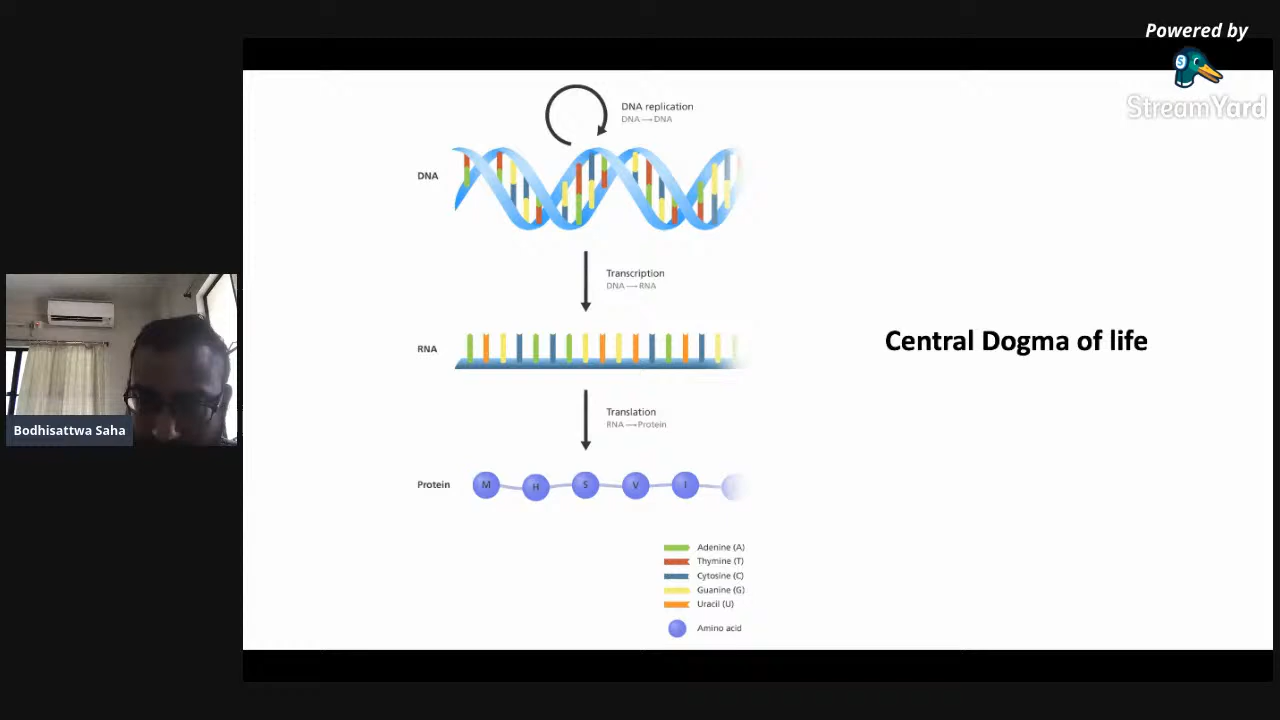 Powered by
StreamYard
DNA replication
DNA → DNA
DNA
Transcription
DNA → RNA
RNA
Central Dogma of life
Translation
RNA → Protein
Bodhisattwa Saha
Protein
M H S V I
Adenine (A)
Thymine (T)
Cytosine (C)
Guanine (G)
Uracil (U)
Amino acid